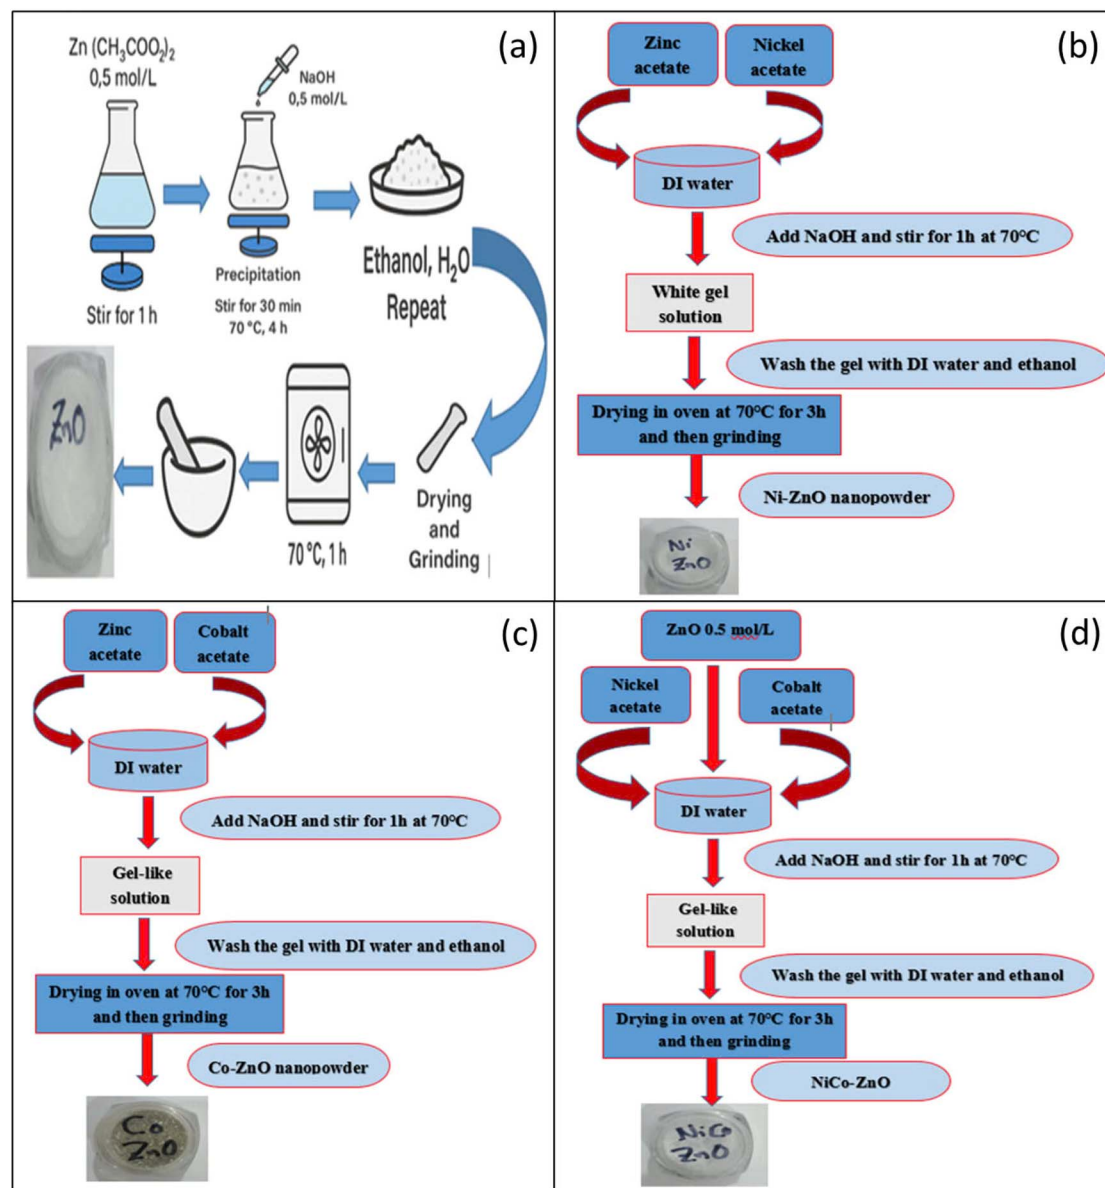 (a)
Zn (CH₃COO₂)₂
0,5 mol/L
NaOH
0,5 mol/L
Stir for 1 h
Precipitation
Stir for 30 min
70 °C, 4 h
Ethanol, H₂O
Repeat
Drying
and
Grinding
70 °C, 1 h
ZnO
(b)
Zinc
acetate
Nickel
acetate
DI water
Add NaOH and stir for 1h at 70°C
White gel
solution
Wash the gel with DI water and ethanol
Drying in oven at 70°C for 3h
and then grinding
Ni-ZnO nanopowder
Ni
ZnO
(c)
Zinc
acetate
Cobalt
acetate
DI water
Add NaOH and stir for 1h at 70°C
Gel-like
solution
Wash the gel with DI water and ethanol
Drying in oven at 70°C for 3h
and then grinding
Co-ZnO nanopowder
Co
ZnO
(d)
ZnO 0.5 mol/L
Nickel
acetate
Cobalt
acetate
DI water
Add NaOH and stir for 1h at 70°C
Gel-like
solution
Wash the gel with DI water and ethanol
Drying in oven at 70°C for 3h
and then grinding
NiCo-ZnO
NiCo
ZnO